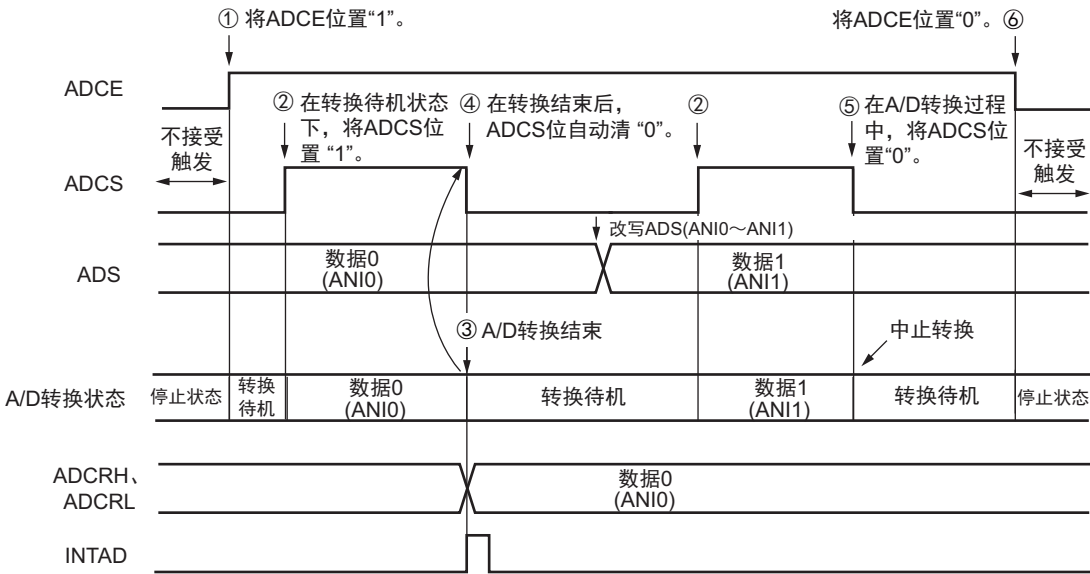 ① 将ADCE位置“1”。
将ADCE位置“0”。⑥
ADCE
② 在转换待机状态
下，将ADCS位
置 “1”。
④ 在转换结束后，
ADCS位自动清 “0”。
②
⑤ 在A/D转换过程
中，将ADCS位
置“0”。
不接受
触发
不接受
触发
ADCS
改写ADS(ANI0～ANI1)
ADS
数据0
(ANI0)
数据1
(ANI1)
③ A/D转换结束
中止转换
A/D转换状态
停止状态
转换
待机
数据0
(ANI0)
转换待机
数据1
(ANI1)
转换待机
停止状态
ADCRH、
ADCRL
数据0
(ANI0)
INTAD